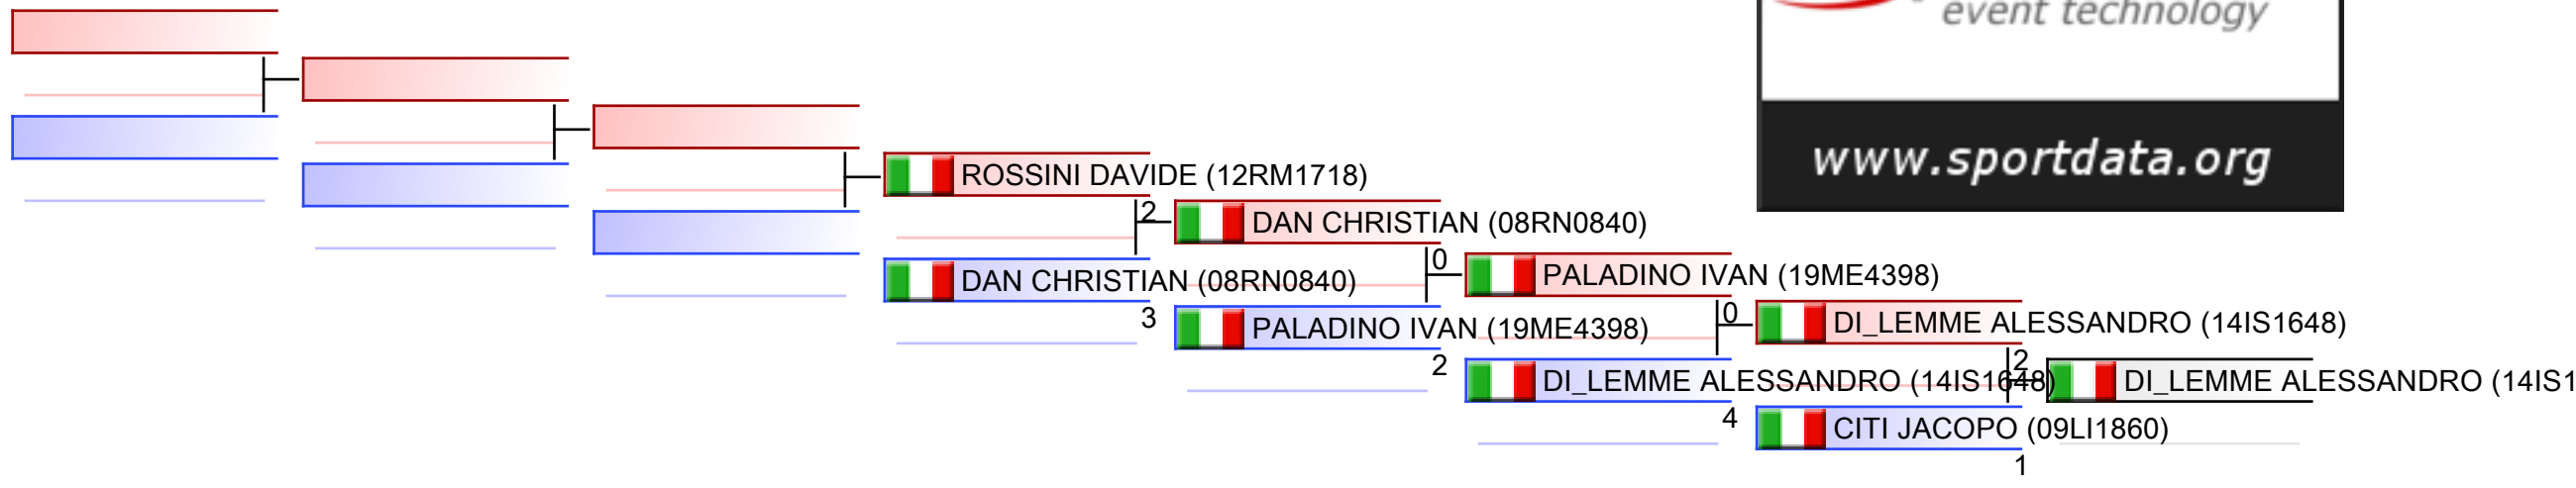 event technology
www.sportdata.org
ROSSINI DAVIDE (12RM1718)
2
DAN CHRISTIAN (08RN0840)
DAN CHRISTIAN (08RN0840)
3
0
PALADINO IVAN (19ME4398)
PALADINO IVAN (19ME4398)
2
0
DI_LEMME ALESSANDRO (14IS1648)
DI_LEMME ALESSANDRO (14IS1648)
4
2
DI_LEMME ALESSANDRO (14IS1
CITI JACOPO (09LI1860)
1